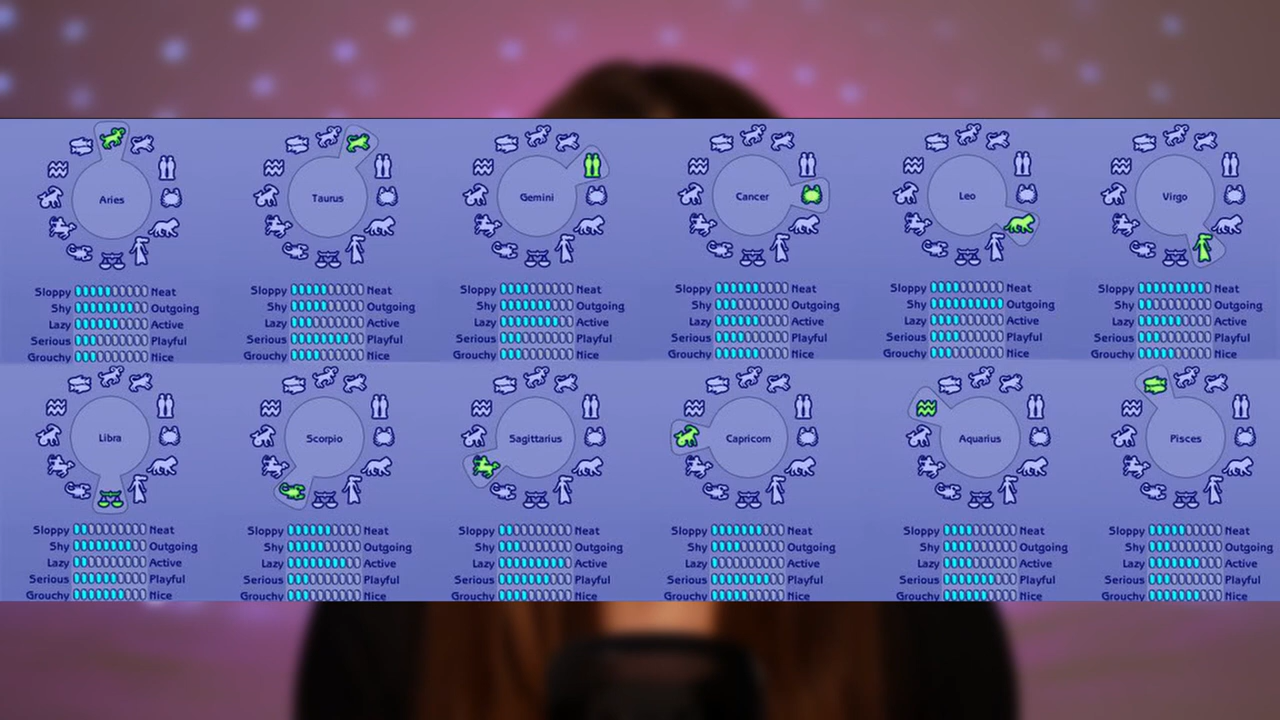 Aries
Sloppy Neat
Shy Outgoing
Lazy Active
Serious Playful
Grouchy Nice
Taurus
Sloppy Neat
Shy Outgoing
Lazy Active
Serious Playful
Grouchy Nice
Gemini
Sloppy Neat
Shy Outgoing
Lazy Active
Serious Playful
Grouchy Nice
Cancer
Sloppy Neat
Shy Outgoing
Lazy Active
Serious Playful
Grouchy Nice
Leo
Sloppy Neat
Shy Outgoing
Lazy Active
Serious Playful
Grouchy Nice
Virgo
Sloppy Neat
Shy Outgoing
Lazy Active
Serious Playful
Grouchy Nice
Libra
Sloppy Neat
Shy Outgoing
Lazy Active
Serious Playful
Grouchy Nice
Scorpio
Sloppy Neat
Shy Outgoing
Lazy Active
Serious Playful
Grouchy Nice
Sagittarius
Sloppy Neat
Shy Outgoing
Lazy Active
Serious Playful
Grouchy Nice
Capricorn
Sloppy Neat
Shy Outgoing
Lazy Active
Serious Playful
Grouchy Nice
Aquarius
Sloppy Neat
Shy Outgoing
Lazy Active
Serious Playful
Grouchy Nice
Pisces
Sloppy Neat
Shy Outgoing
Lazy Active
Serious Playful
Grouchy Nice